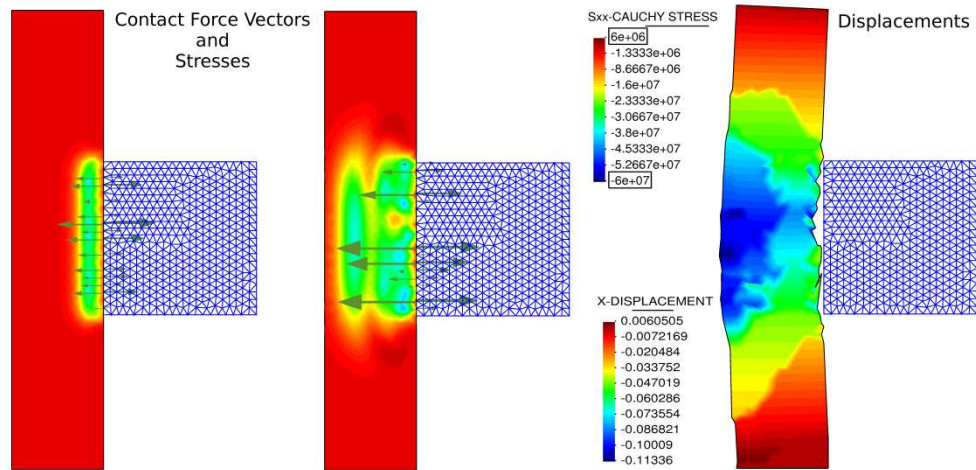 Contact Force Vectors
and
Stresses
Sxx-CAUCHY STRESS
6e+06
-1.3333e+06
-8.6667e+06
-1.6e+07
-2.3333e+07
-3.0667e+07
-3.8e+07
-4.5333e+07
-5.2667e+07
-6e+07
X-DISPLACEMENT
0.0060505
-0.0072169
-0.020484
-0.033752
-0.047019
-0.060286
-0.073554
-0.086821
-0.10009
-0.11336
Displacements